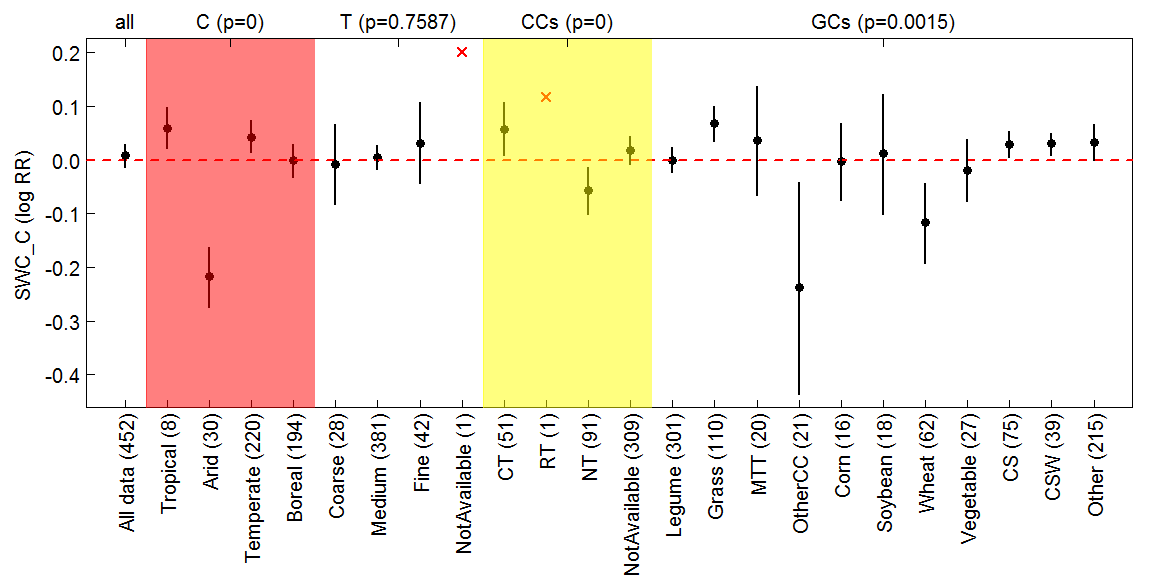 all
C (p=0)
T (p=0.7587)
CCs (p=0)
GCs (p=0.0015)
SWC_C (log RR)
0.2
0.1
0.0
-0.1
-0.2
-0.3
-0.4
All data (452)
Tropical (8)
Arid (30)
Temperate (220)
Boreal (194)
Coarse (28)
Medium (381)
Fine (42)
NotAvailable (1)
CT (51)
RT (1)
NT (91)
NotAvailable (309)
Legume (301)
Grass (110)
MTT (20)
OtherCC (21)
Corn (16)
Soybean (18)
Wheat (62)
Vegetable (27)
CS (75)
CSW (39)
Other (215)